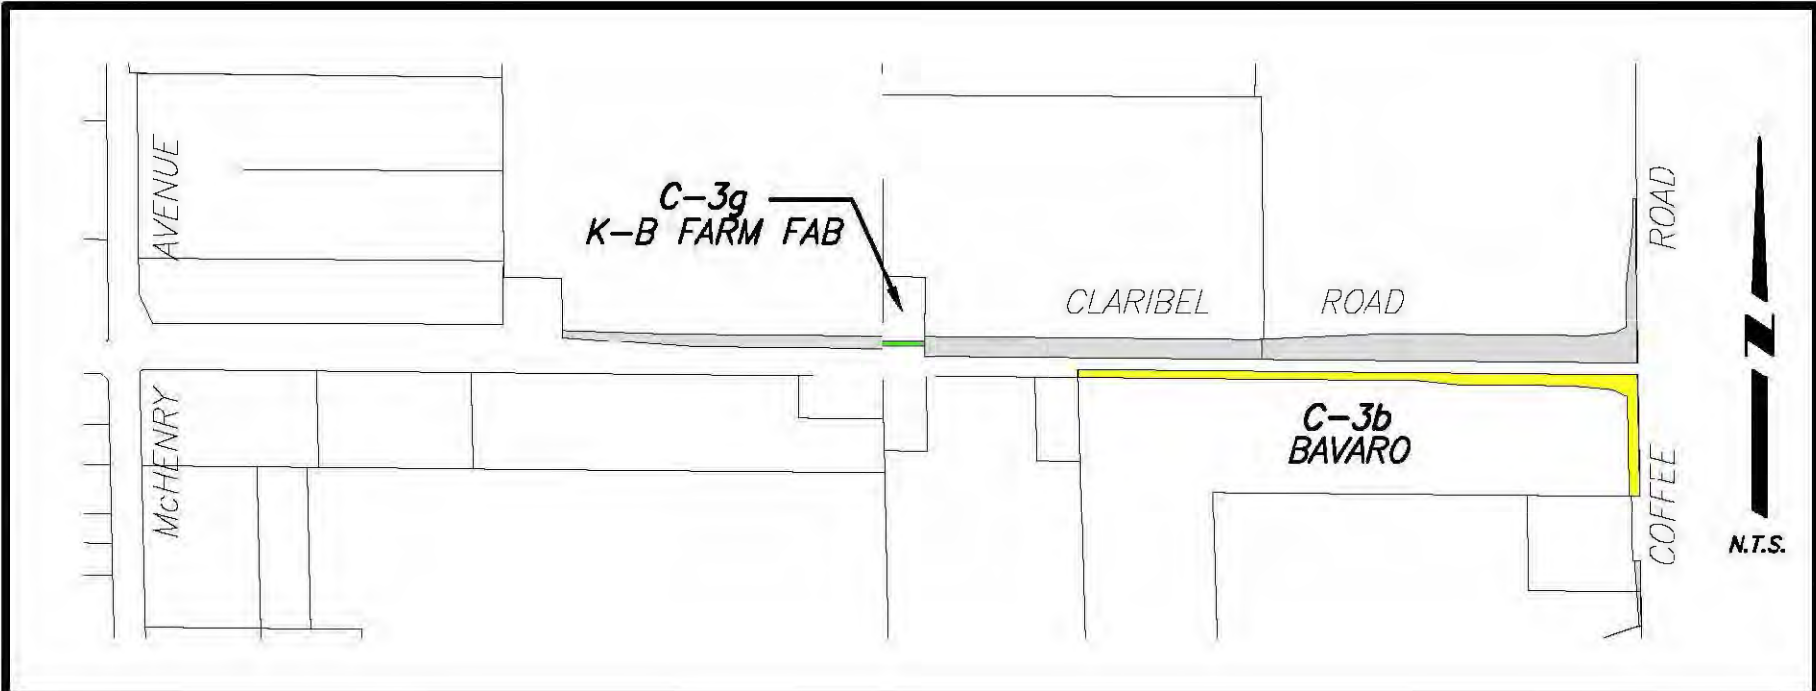 AVENUE
McHENRY
C-3g
K-B FARM FAB
CLARIBEL ROAD
C-3b
BAVARO
ROAD
COFFEE
N
N.T.S.